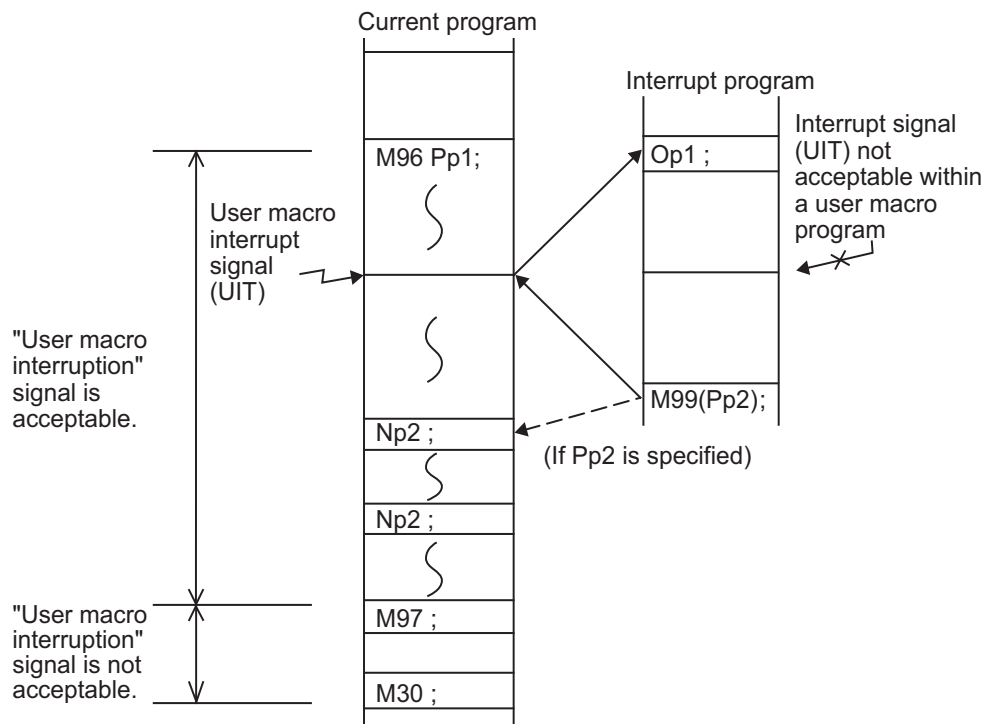 Current program
Interrupt program
M96 Pp1;
Op1 ;
Interrupt signal
(UIT) not
acceptable within
a user macro
program
User macro
interrupt
signal
(UIT)
"User macro
interruption"
signal is
acceptable.
M99(Pp2);
Np2 ;
(If Pp2 is specified)
Np2 ;
"User macro
interruption"
signal is not
acceptable.
M97 ;
M30 ;